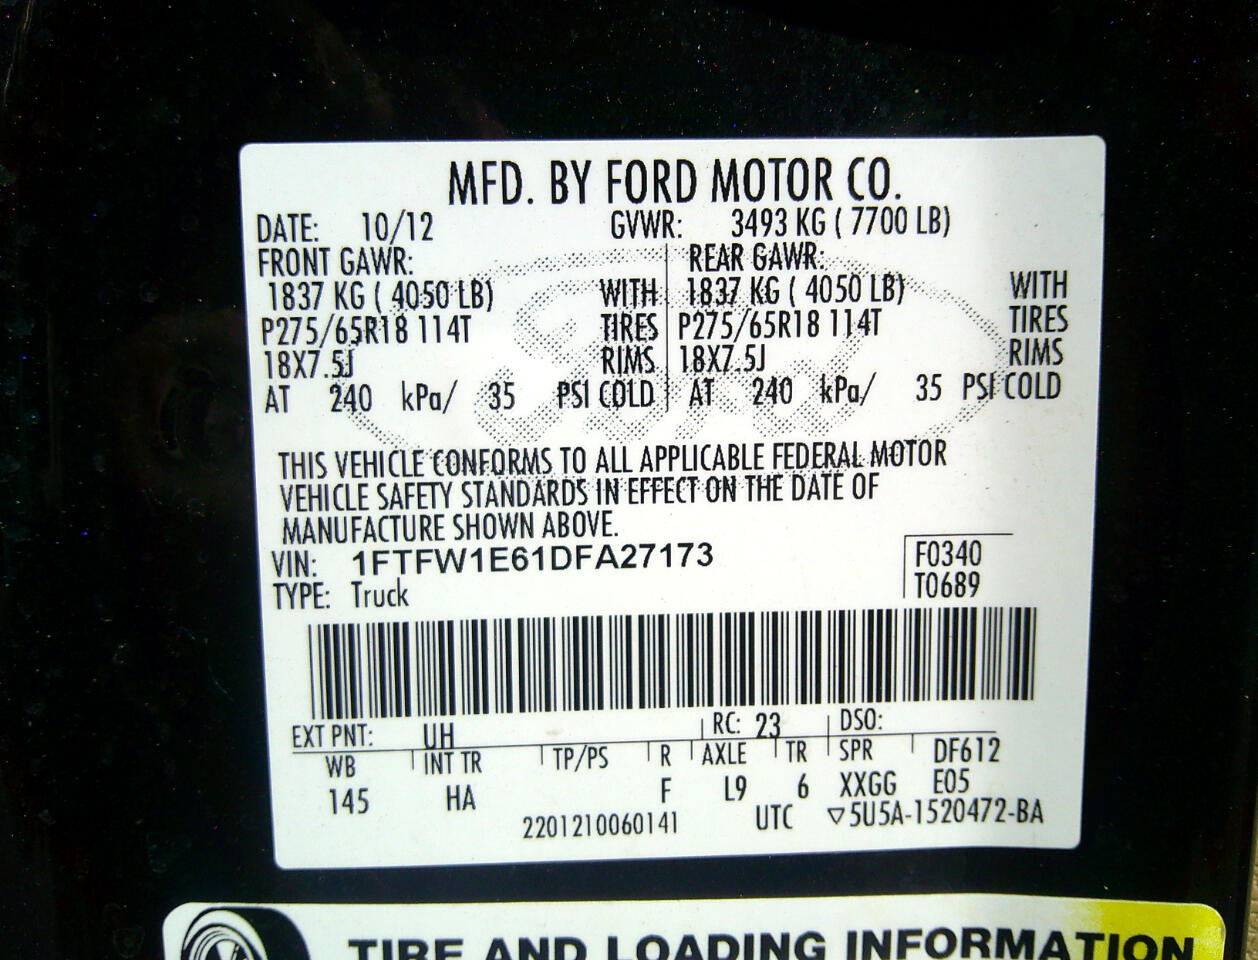 MFD. BY FORD MOTOR CO.
DATE: 10/12 GVWR: 3493 KG ( 7700 LB)
FRONT GAWR: REAR GAWR:
1837 KG ( 4050 LB) WITH 1837 KG ( 4050 LB) WITH
P275/65R18 114T TIRES P275/65R18 114T TIRES
18X7.5J RIMS 18X7.5J RIMS
AT 240 kPa/ 35 PSI COLD AT 240 kPa/ 35 PSI COLD
THIS VEHICLE CONFORMS TO ALL APPLICABLE FEDERAL MOTOR
VEHICLE SAFETY STANDARDS IN EFFECT ON THE DATE OF
MANUFACTURE SHOWN ABOVE.
VIN: 1FTFW1E61DFA27173 F0340
TYPE: Truck T0689
EXT PNT: UH RC: 23 DSO:
WB INT TR TP/PS R AXLE TR SPR DF612
145 HA F L9 6 XXGG E05
2201210060141 UTC ▽5U5A-1520472-BA
TIRE AND LOADING INFORMATION